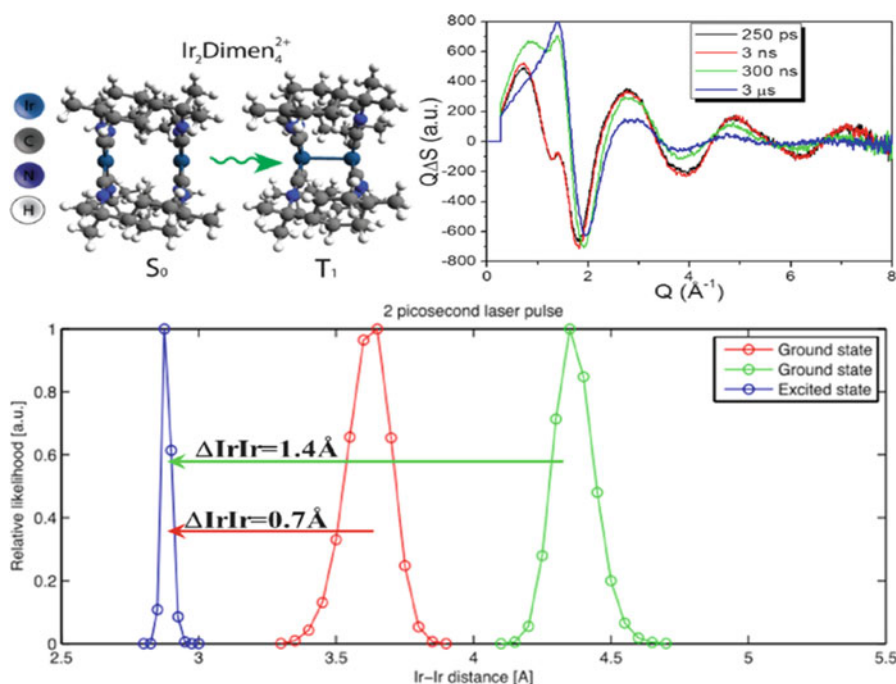 Ir₂Dimen₄²⁺
Ir
C
N
H
S₀
T₁
800
600
400
200
0
-200
-400
-600
-800
QΔS (a.u.)
250 ps
3 ns
300 ns
3 µs
0
2
4
6
8
Q (Å⁻¹)
2 picosecond laser pulse
Relative likelihood [a.u.]
1
0.8
0.6
0.4
0.2
0
Ground state
Ground state
Excited state
ΔIrIr=1.4Å
ΔIrIr=0.7Å
2.5
3
3.5
4
4.5
5
5.5
Ir-Ir distance [A]